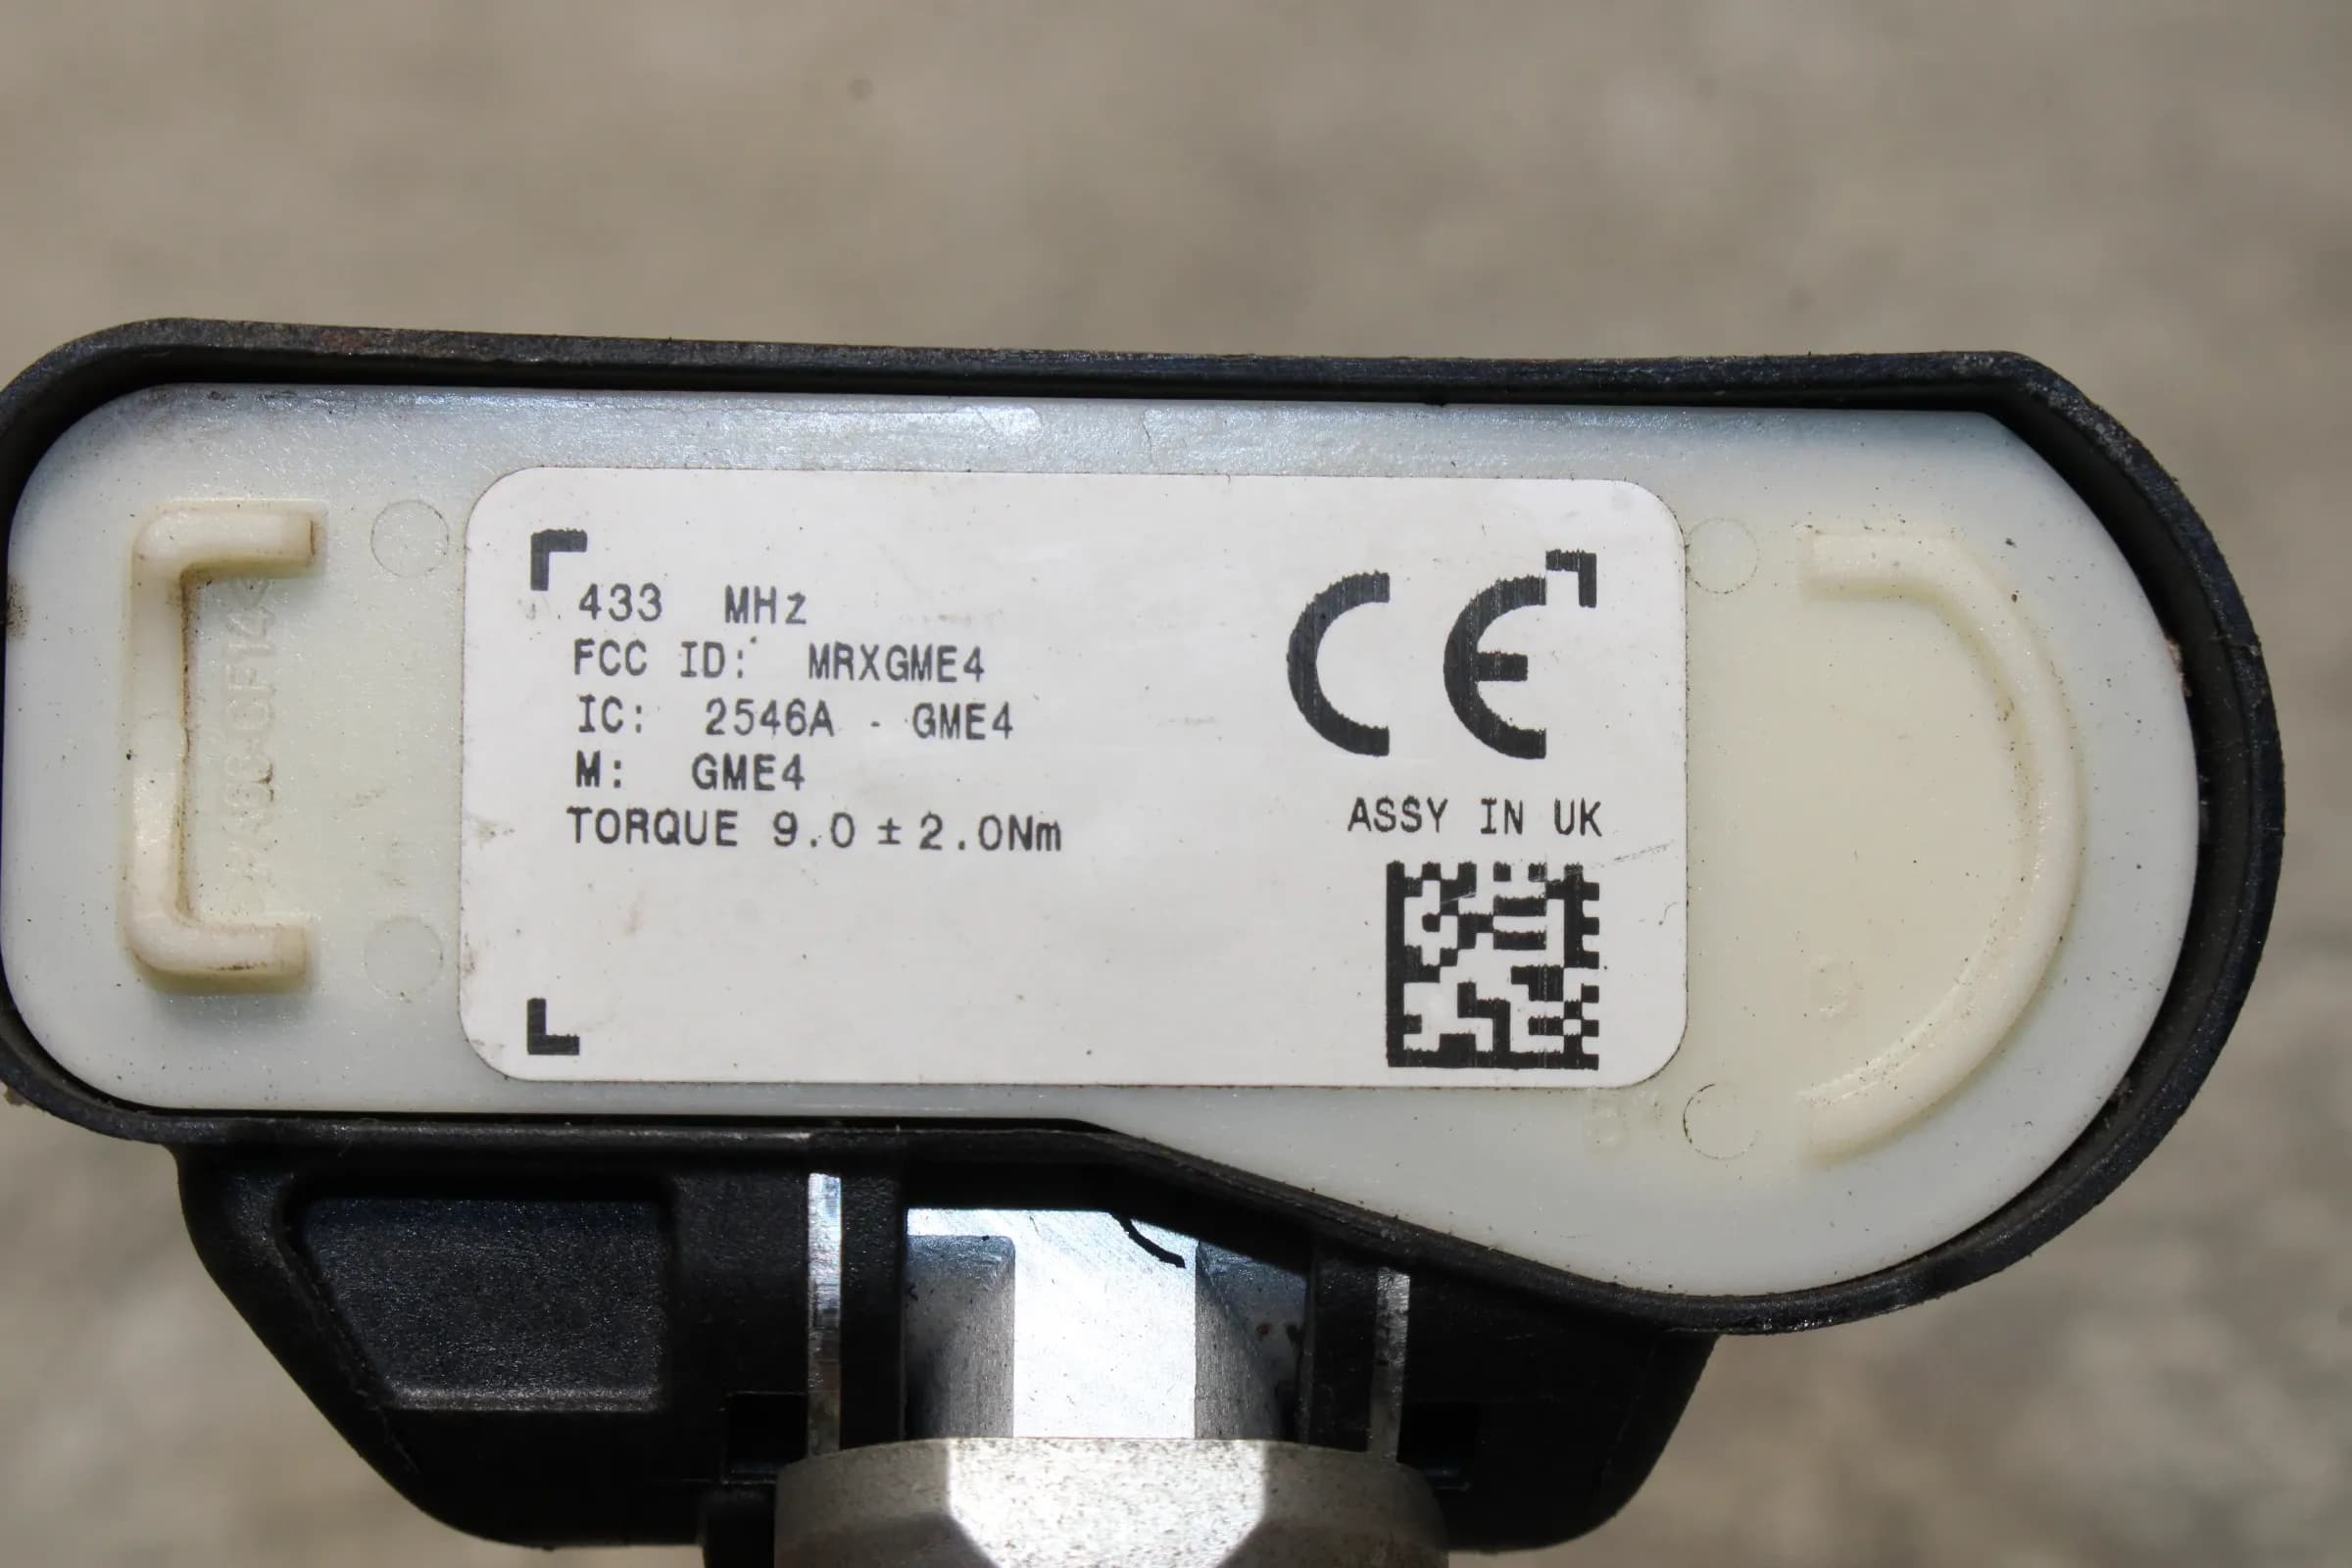 433 MHz
FCC ID: MRXGME4
IC: 2546A - GME4
M: GME4
TORQUE 9.0 ± 2.0Nm
CE
ASSY IN UK